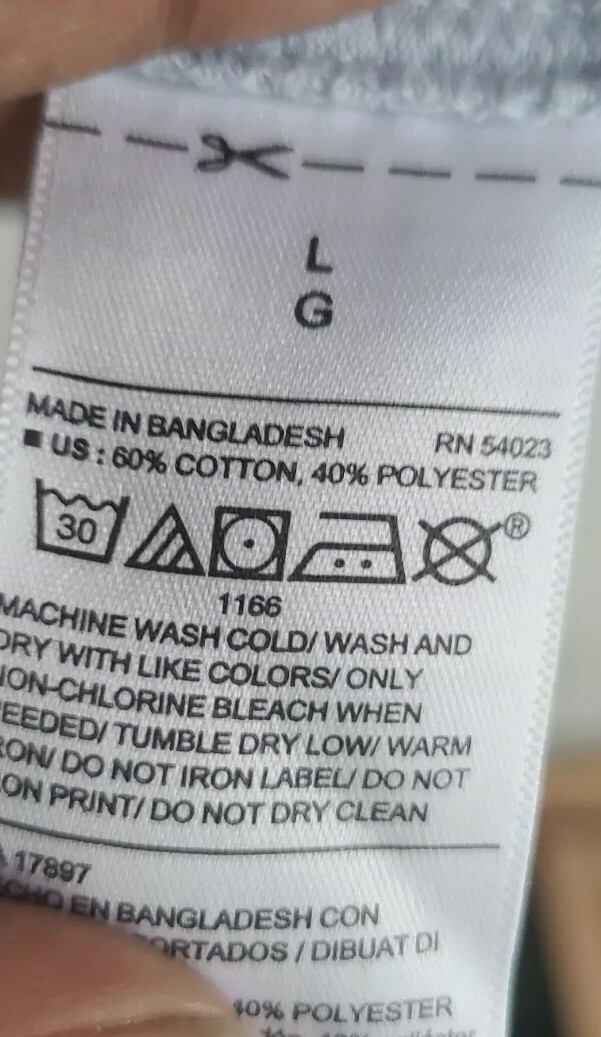 L
G
MADE IN BANGLADESH RN 54023
■ US : 60% COTTON, 40% POLYESTER
30 ®
1166
MACHINE WASH COLD/ WASH AND
DRY WITH LIKE COLORS/ ONLY
NON-CHLORINE BLEACH WHEN
NEEDED/ TUMBLE DRY LOW/ WARM
IRON/ DO NOT IRON LABEL/ DO NOT
IRON PRINT/ DO NOT DRY CLEAN
17897
EN BANGLADESH CON
/ DIBUAT DI
40% POLYESTER